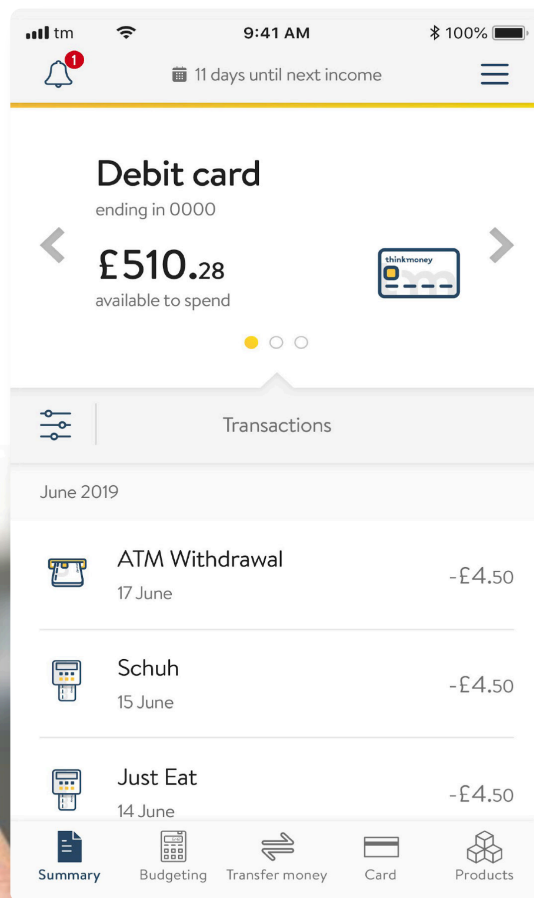 tm 9:41 AM 100%
1
11 days until next income
Debit card
ending in 0000
£510.28
thinkmoney
available to spend
Transactions
June 2019
ATM Withdrawal
-£4.50
17 June
Schuh
-£4.50
15 June
Just Eat
-£4.50
14 June
Summary Budgeting Transfer money Card Products